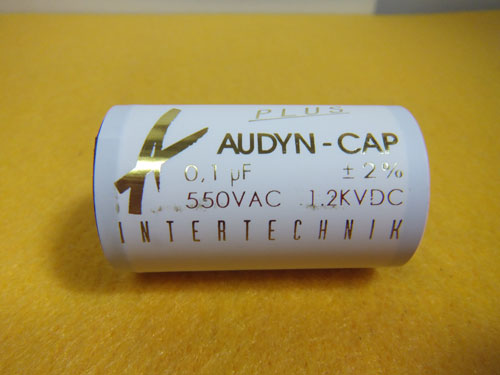 PLUS
AUDYN-CAP
0,1 µF ± 2%
550VAC 1.2KVDC
INTERTECHNIK